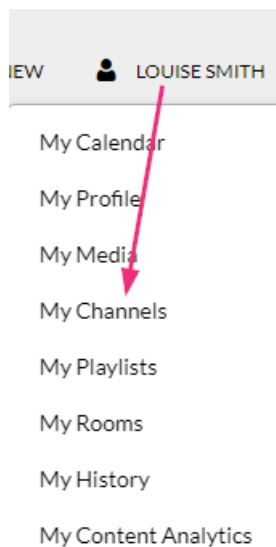 IEW LOUISE SMITH
My Calendar
My Profile
My Media
My Channels
My Playlists
My Rooms
My History
My Content Analytics